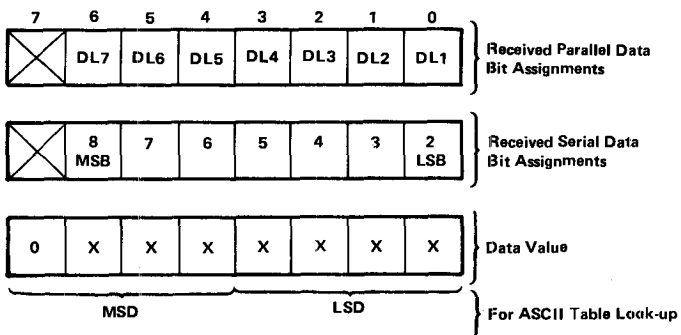 7 6 5 4 3 2 1 0
DL7 DL6 DL5 DL4 DL3 DL2 DL1
Received Parallel Data
Bit Assignments
8 7 6 5 4 3 2
MSB LSB
Received Serial Data
Bit Assignments
0 X X X X X X X
Data Value
MSD LSD
For ASCII Table Look-up